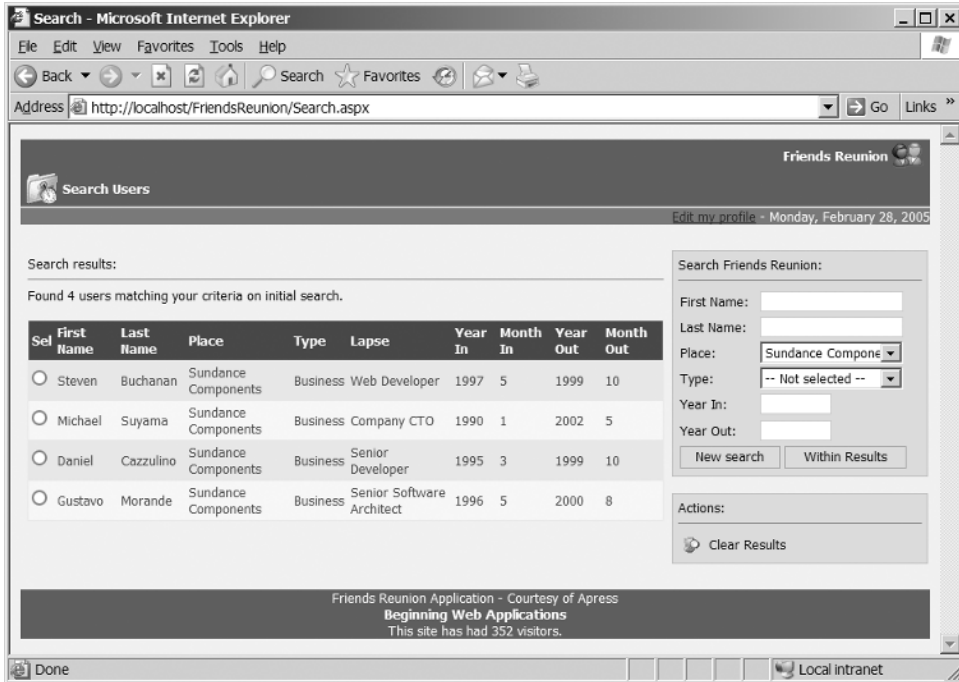 Search - Microsoft Internet Explorer
File Edit View Favorites Tools Help
Back Search Favorites
Address http://localhost/FriendsReunion/Search.aspx Go Links »
Friends Reunion
Search Users
Edit my profile - Monday, February 28, 2005
Search results:
Found 4 users matching your criteria on initial search.
Sel First Name Last Name Place Type Lapse Year In Month In Year Out Month Out
Steven Buchanan Sundance Components Business Web Developer 1997 5 1999 10
Michael Suyama Sundance Components Business Company CTO 1990 1 2002 5
Daniel Cazzulino Sundance Components Business Senior Developer 1995 3 1999 10
Gustavo Morande Sundance Components Business Senior Software Architect 1996 5 2000 8
Search Friends Reunion:
First Name:
Last Name:
Place: Sundance Compone
Type: -- Not selected --
Year In:
Year Out:
New search Within Results
Actions:
Clear Results
Friends Reunion Application - Courtesy of Apress
Beginning Web Applications
This site has had 352 visitors.
Done Local intranet